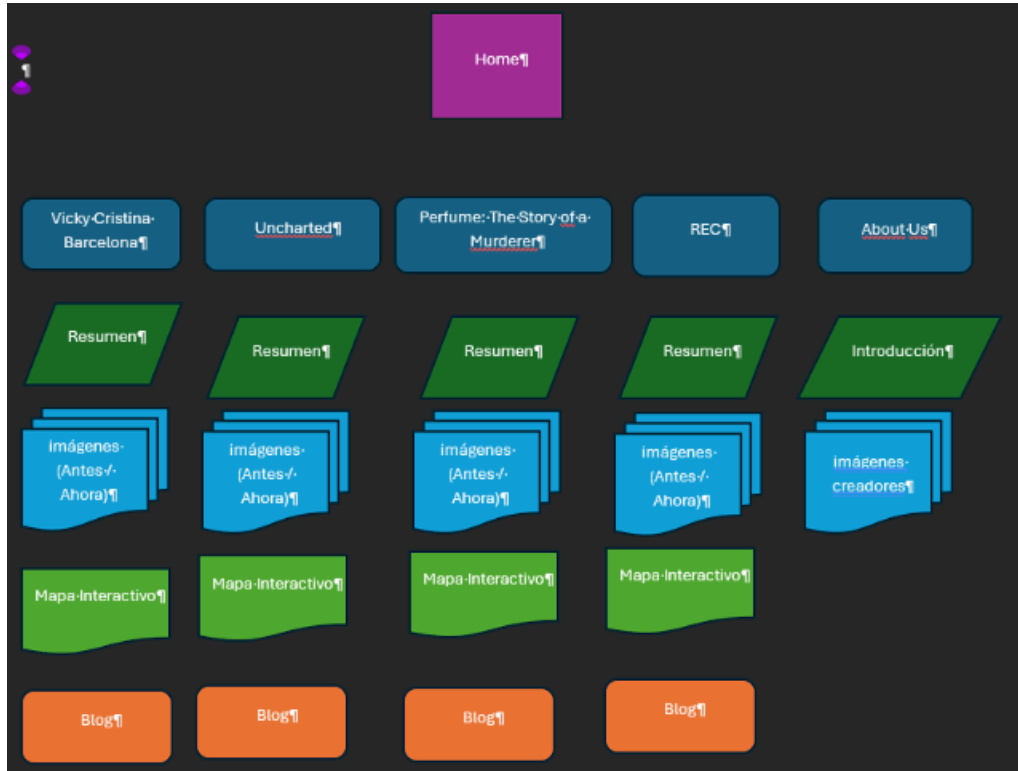 Home¶
¶
Vicky·Cristina·
Barcelona¶
Uncharted¶
Perfume:·The·Story·of·a·
Murderer¶
REC¶
About·Us¶
Resumen¶
Resumen¶
Resumen¶
Resumen¶
Introducción¶
imágenes·
(Antes·/·
Ahora)¶
imágenes·
(Antes·/·
Ahora)¶
imágenes·
(Antes·/·
Ahora)¶
imágenes·
(Antes·/·
Ahora)¶
imágenes·
creadores¶
Mapa·Interactivo¶
Mapa·Interactivo¶
Mapa·Interactivo¶
Mapa·Interactivo¶
Blog¶
Blog¶
Blog¶
Blog¶